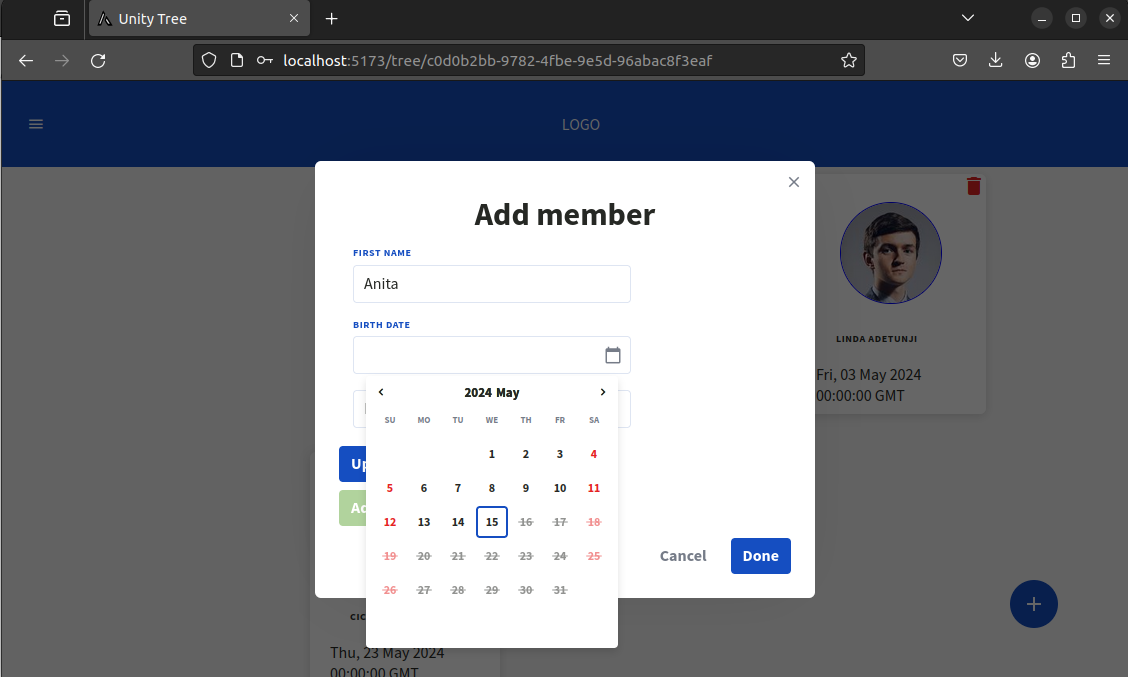 Unity Tree
localhost:5173/tree/c0d0b2bb-9782-4fbe-9e5d-96abac8f3eaf
LOGO
Add member
FIRST NAME
Anita
BIRTH DATE
2024 May
SU MO TU WE TH FR SA
1 2 3 4
5 6 7 8 9 10 11
12 13 14 15 16 17 18
19 20 21 22 23 24 25
26 27 28 29 30 31
Cancel
Done
LINDA ADETUNJI
Fri, 03 May 2024
00:00:00 GMT
Thu, 23 May 2024
00:00:00 GMT